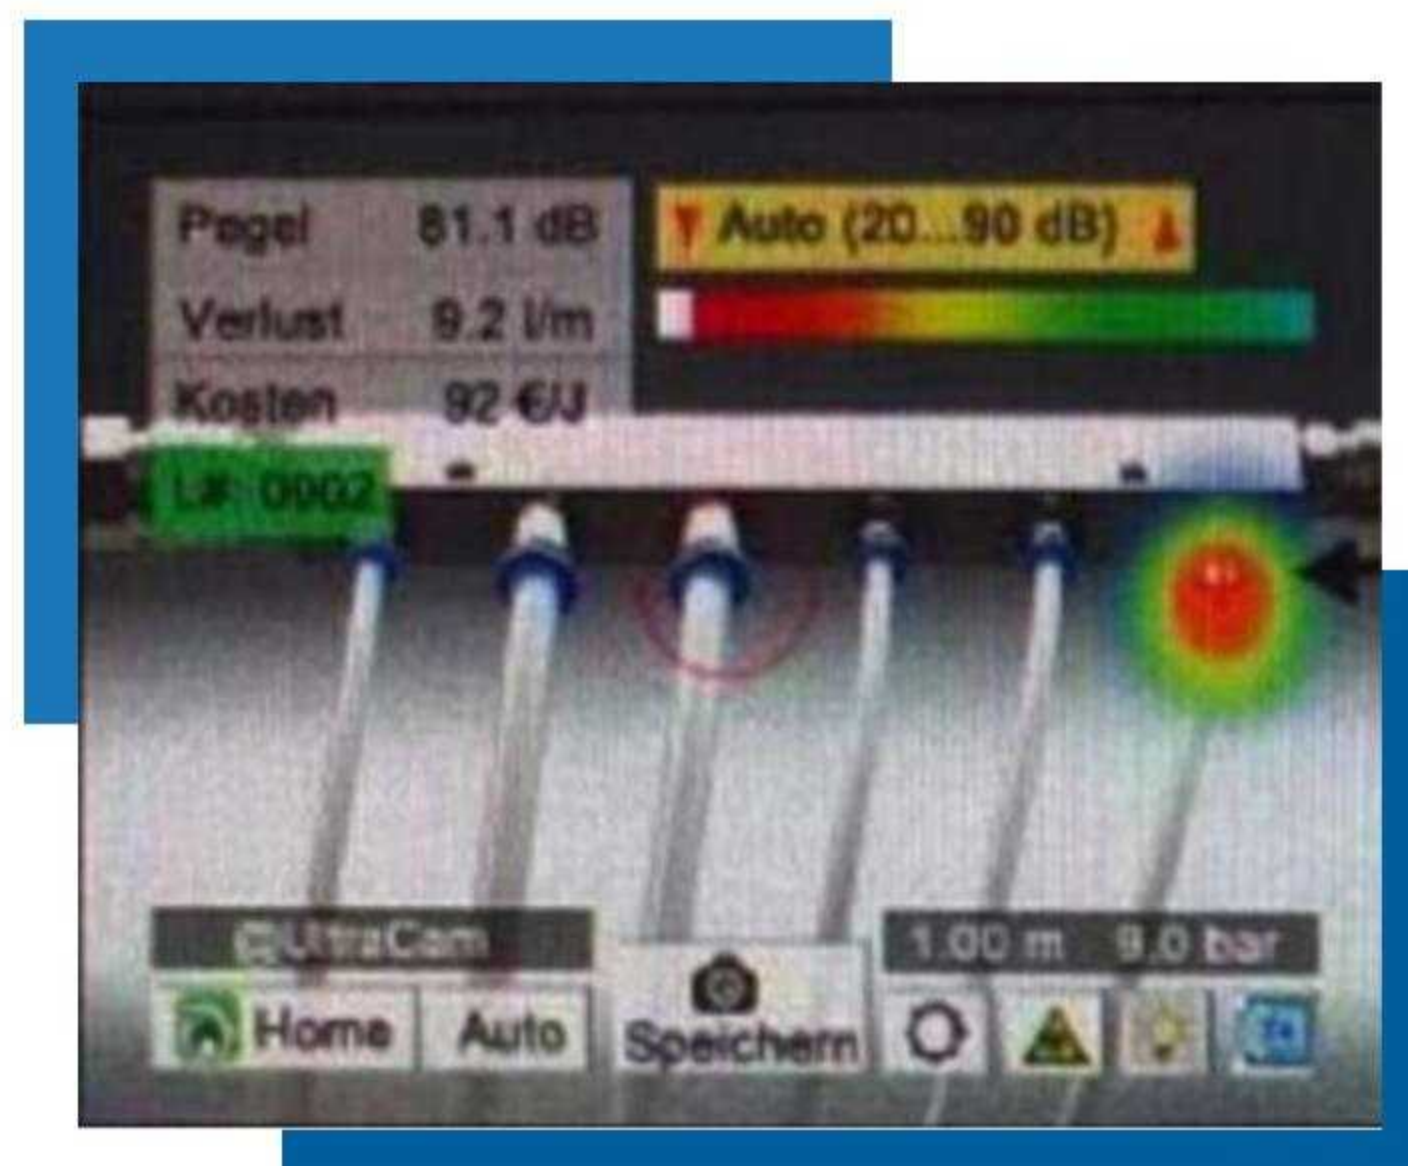 Pegel 81.1 dB
Verlust 9.2 l/m
Kosten 92 €/J
Auto (20...90 dB)
L#: 0902
@UltraCam
1.00 m 9.0 bar
Home
Auto
Speichern